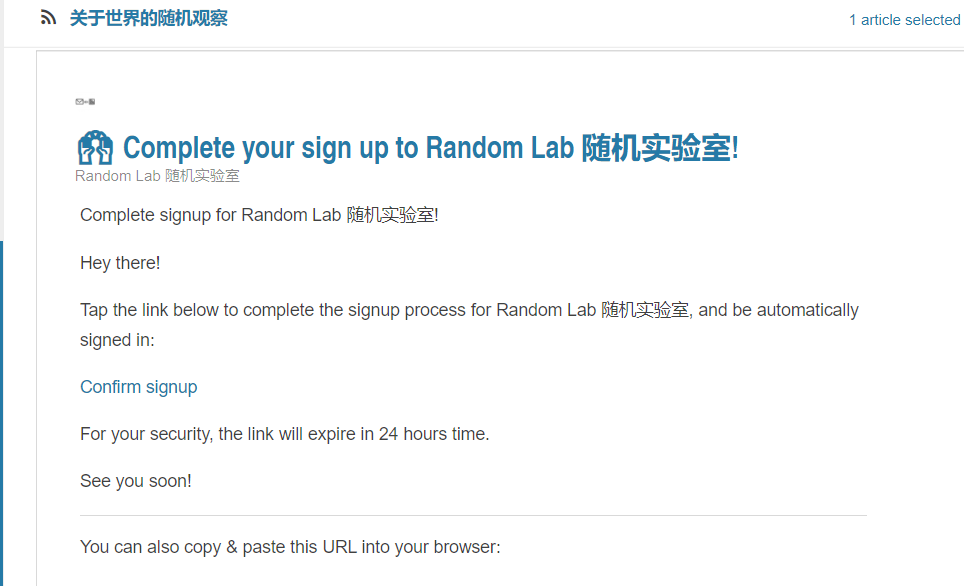 关于世界的随机观察
1 article selected
Complete your sign up to Random Lab 随机实验室!
Random Lab 随机实验室
Complete signup for Random Lab 随机实验室!
Hey there!
Tap the link below to complete the signup process for Random Lab 随机实验室, and be automatically
signed in:
Confirm signup
For your security, the link will expire in 24 hours time.
See you soon!
You can also copy & paste this URL into your browser: